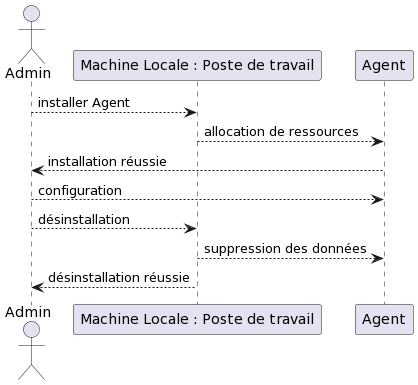 Admin
Machine Locale : Poste de travail
Agent
installer Agent
allocation de ressources
installation réussie
configuration
désinstallation
suppression des données
désinstallation réussie
Admin
Machine Locale : Poste de travail
Agent